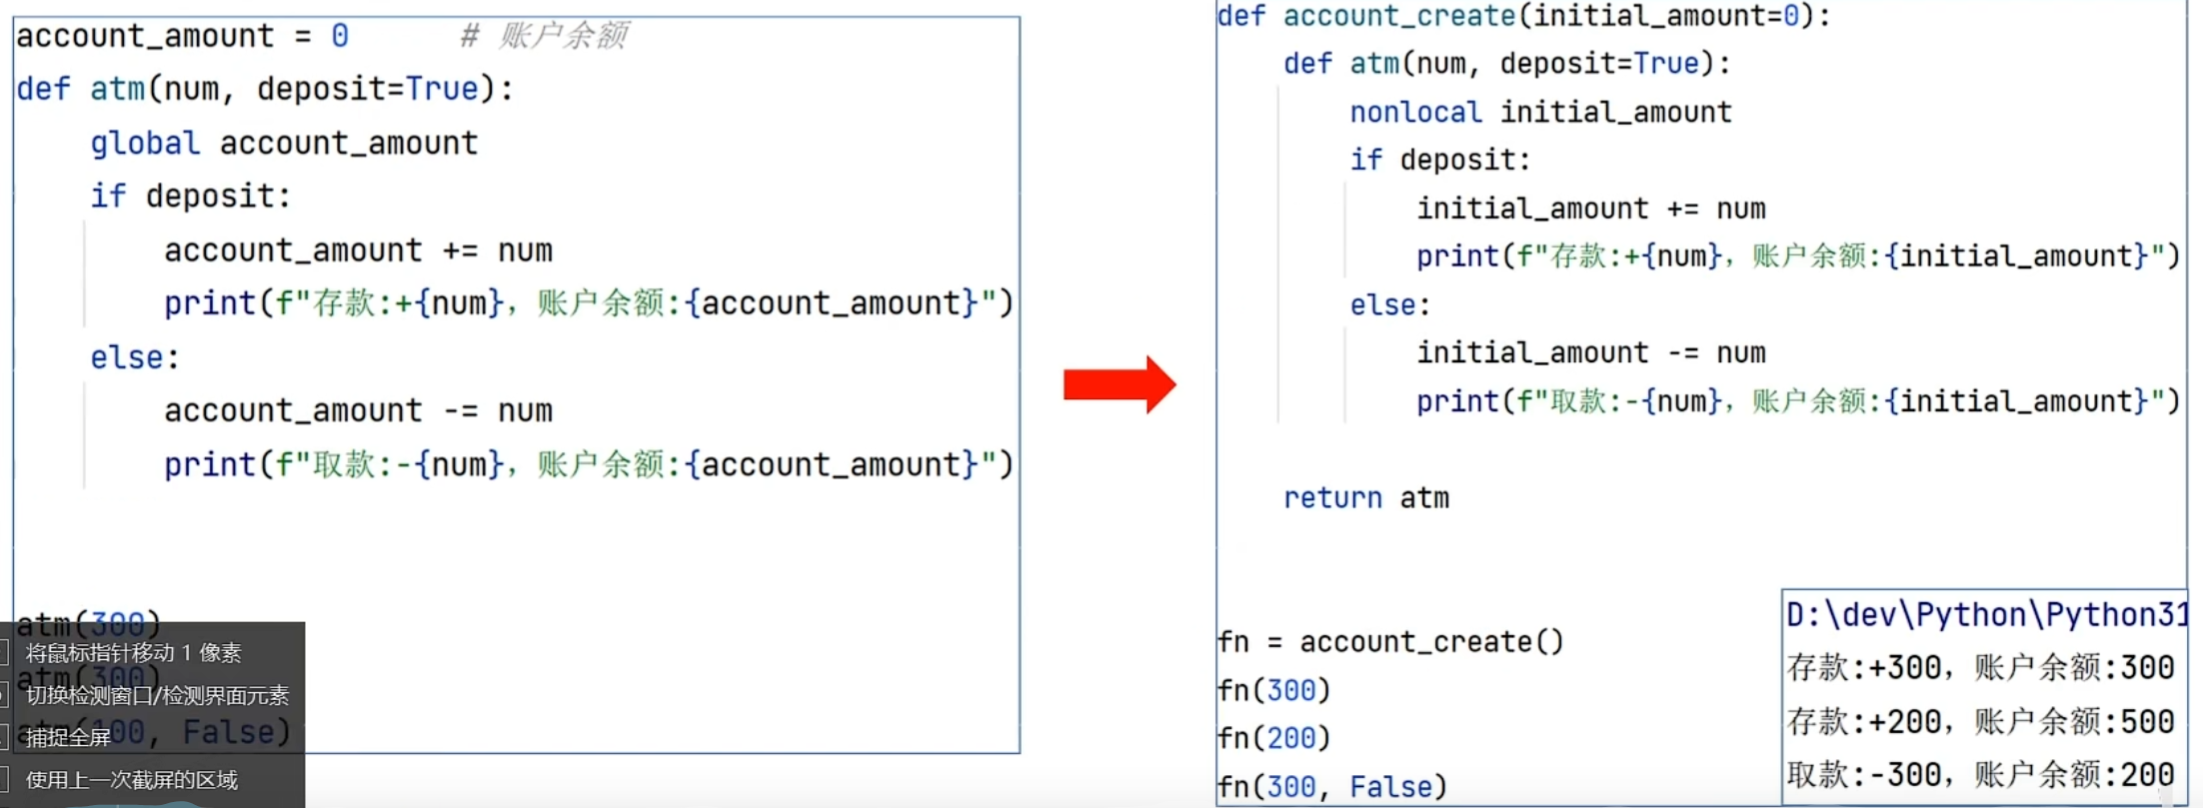 account_amount = 0      # 账户余额
def atm(num, deposit=True):
    global account_amount
    if deposit:
        account_amount += num
        print(f"存款:+{num}, 账户余额:{account_amount}")
    else:
        account_amount -= num
        print(f"取款:-{num}, 账户余额:{account_amount}")
atm(300)
atm(300)
atm(100, False)
将鼠标指针移动 1 像素
切换检测窗口/检测界面元素
捕捉全屏
使用上一次截屏的区域
def account_create(initial_amount=0):
    def atm(num, deposit=True):
        nonlocal initial_amount
        if deposit:
            initial_amount += num
            print(f"存款:+{num}, 账户余额:{initial_amount}")
        else:
            initial_amount -= num
            print(f"取款:-{num}, 账户余额:{initial_amount}")
    return atm
fn = account_create()
fn(300)
fn(200)
fn(300, False)
D:\dev\Python\Python31
存款:+300, 账户余额:300
存款:+200, 账户余额:500
取款:-300, 账户余额:200